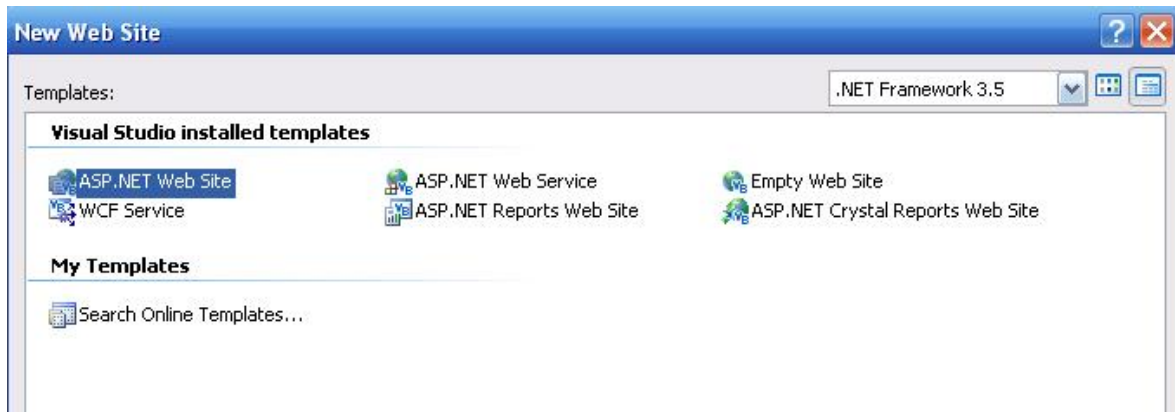 New Web Site
Templates:
.NET Framework 3.5
Visual Studio installed templates
ASP.NET Web Site
ASP.NET Web Service
Empty Web Site
WCF Service
ASP.NET Reports Web Site
ASP.NET Crystal Reports Web Site
My Templates
Search Online Templates...